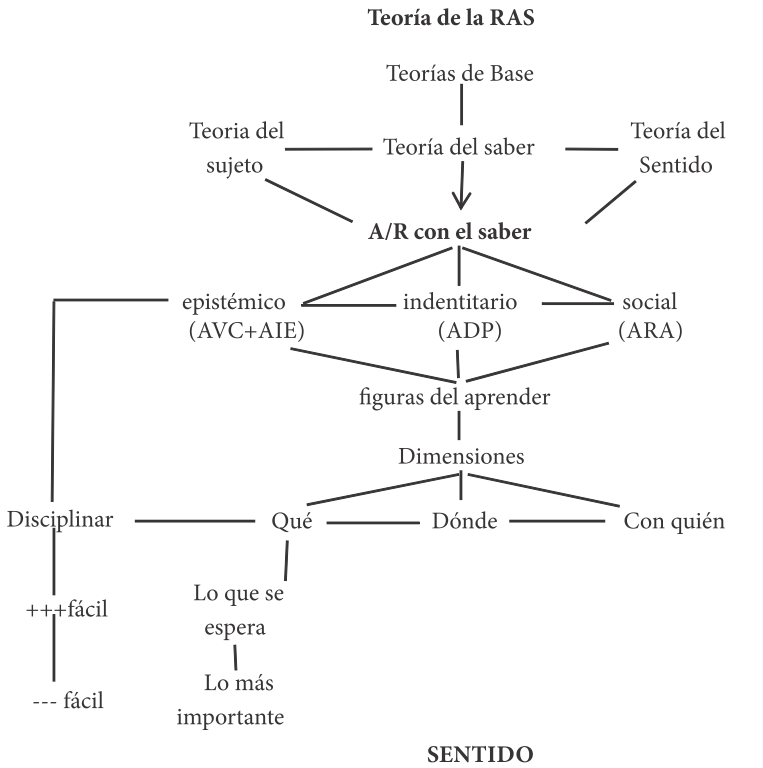 Teoría de la RAS
Teorías de Base
Teoria del
sujeto
Teoría del saber
Teoría del
Sentido
A/R con el saber
epistémico
(AVC+AIE)
indentitario
(ADP)
social
(ARA)
figuras del aprender
Dimensiones
Disciplinar
Qué
Dónde
Con quién
+++fácil
--- fácil
Lo que se
espera
Lo más
importante
SENTIDO